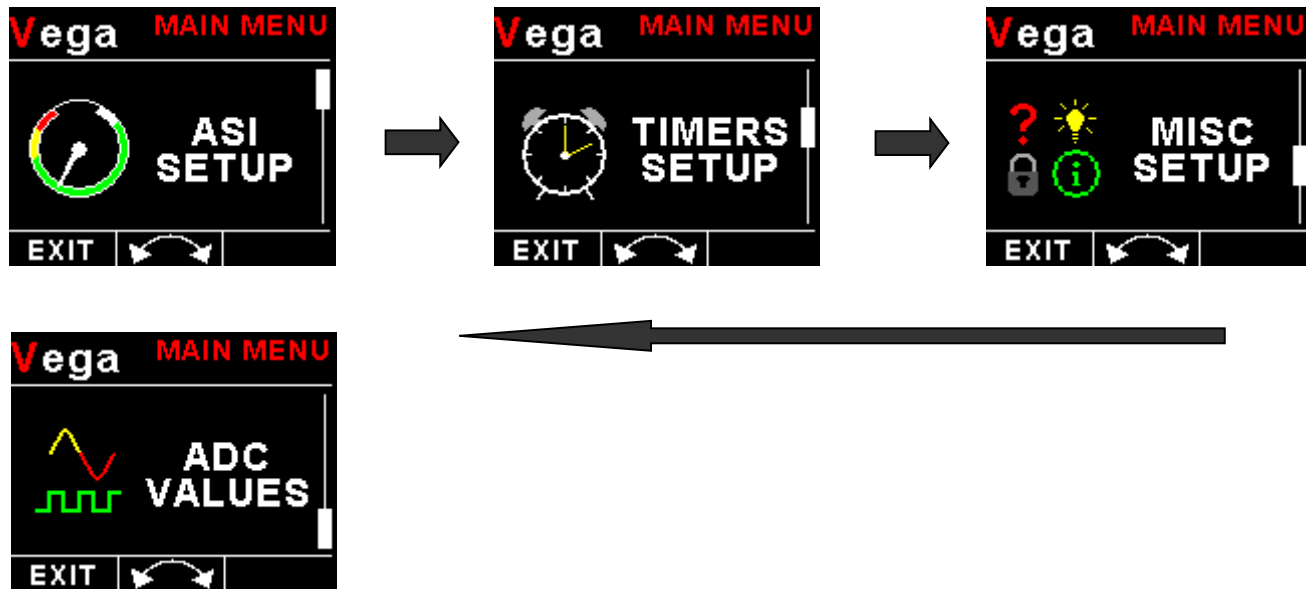 Vega MAIN MENU
ASI
SETUP
EXIT
Vega MAIN MENU
TIMERS
SETUP
EXIT
Vega MAIN MENU
?
i
MISC
SETUP
EXIT
Vega MAIN MENU
ADC
VALUES
EXIT